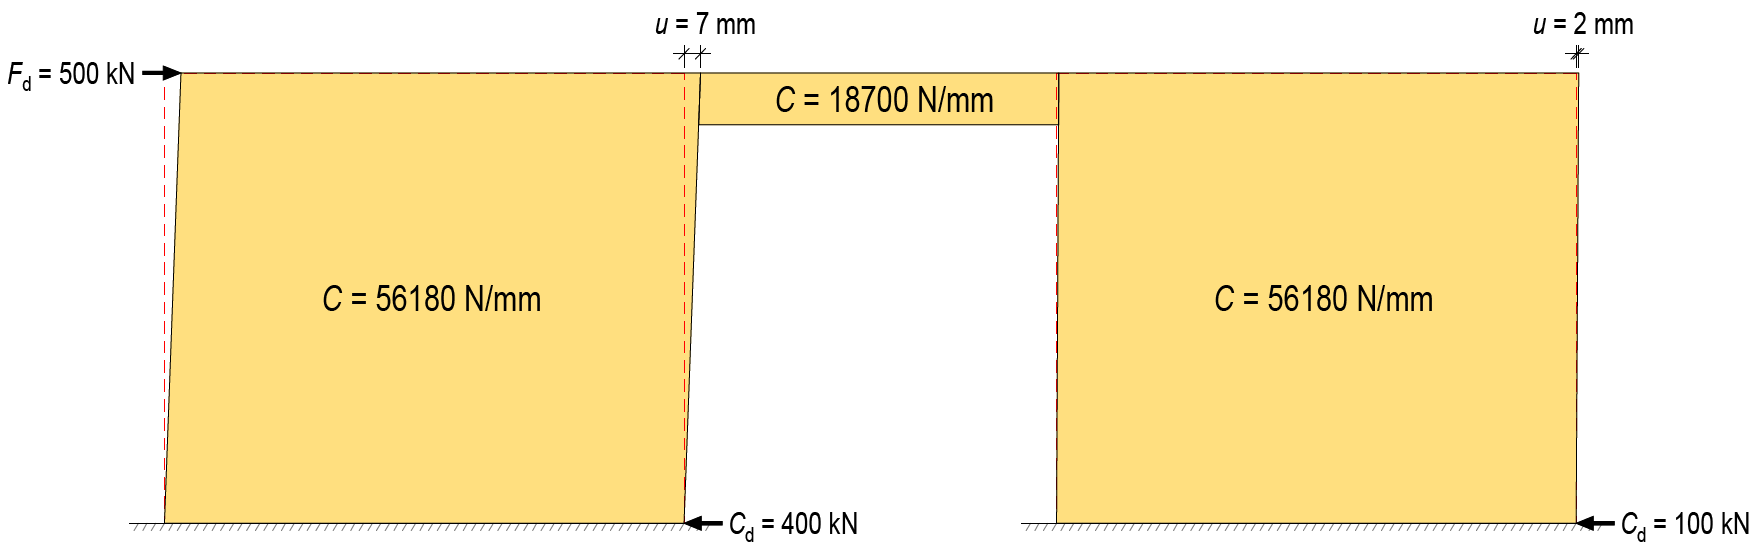 u = 7 mm
u = 2 mm
Fd = 500 kN
C = 18700 N/mm
C = 56180 N/mm
C = 56180 N/mm
Cd = 400 kN
Cd = 100 kN